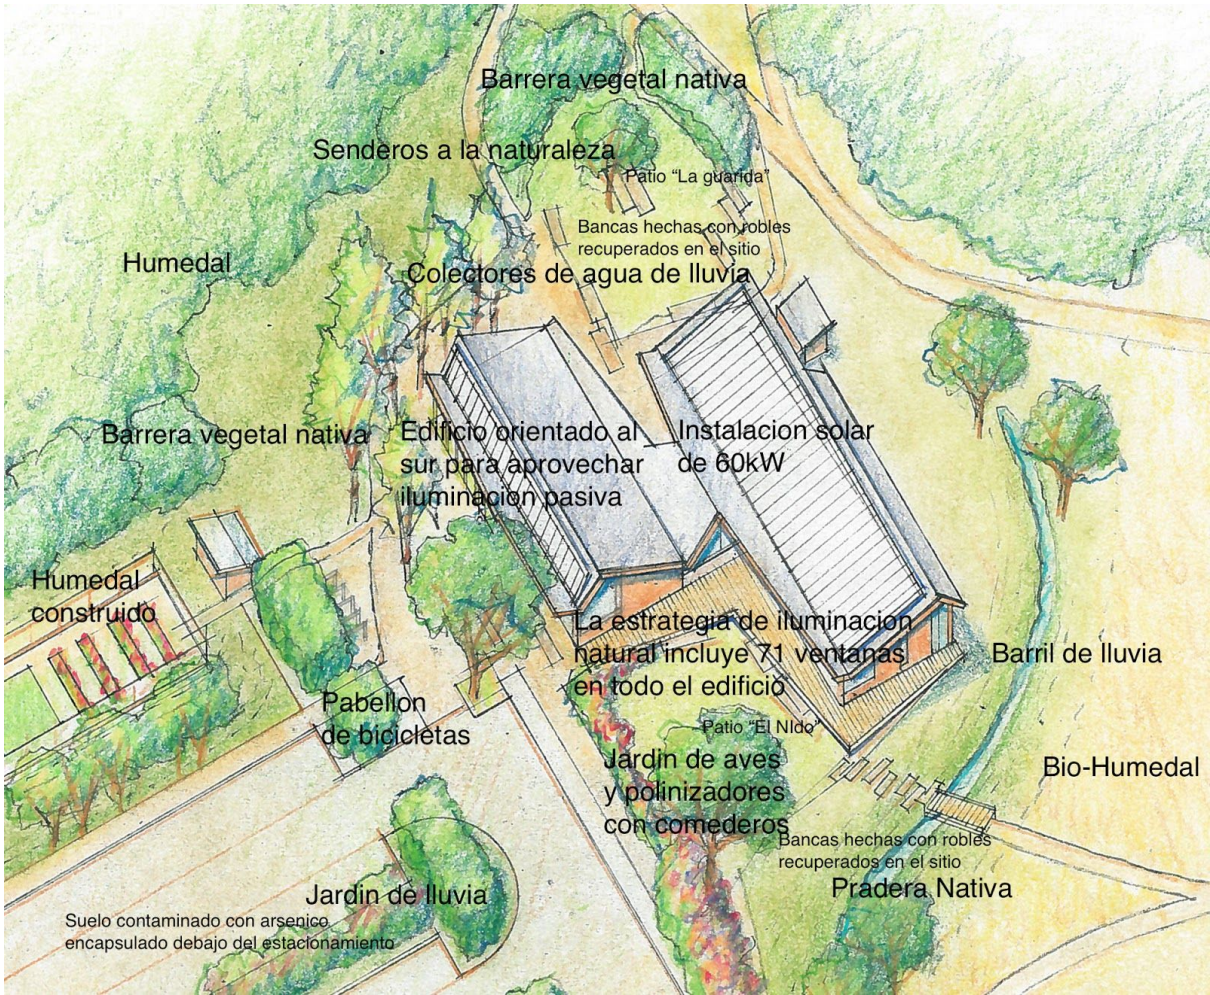 Barrera vegetal nativa
Senderos a la naturaleza
Patio “La guarida”
Bancas hechas con robles
recuperados en el sitio
Humedal
Colectores de agua de lluvia
Barrera vegetal nativa
Edificio orientado al
sur para aprovechar
iluminacion pasiva
Instalacion solar
de 60kW
Humedal
construido
La estrategia de iluminacion
natural incluye 71 ventanas
en todo el edificio
Barril de lluvia
Pabellon
de bicicletas
Patio “El NIdo”
Jardin de aves
y polinizadores
con comederos
Bio-Humedal
Bancas hechas con robles
recuperados en el sitio
Pradera Nativa
Jardin de lluvia
Suelo contaminado con arsenico
encapsulado debajo del estacionamiento